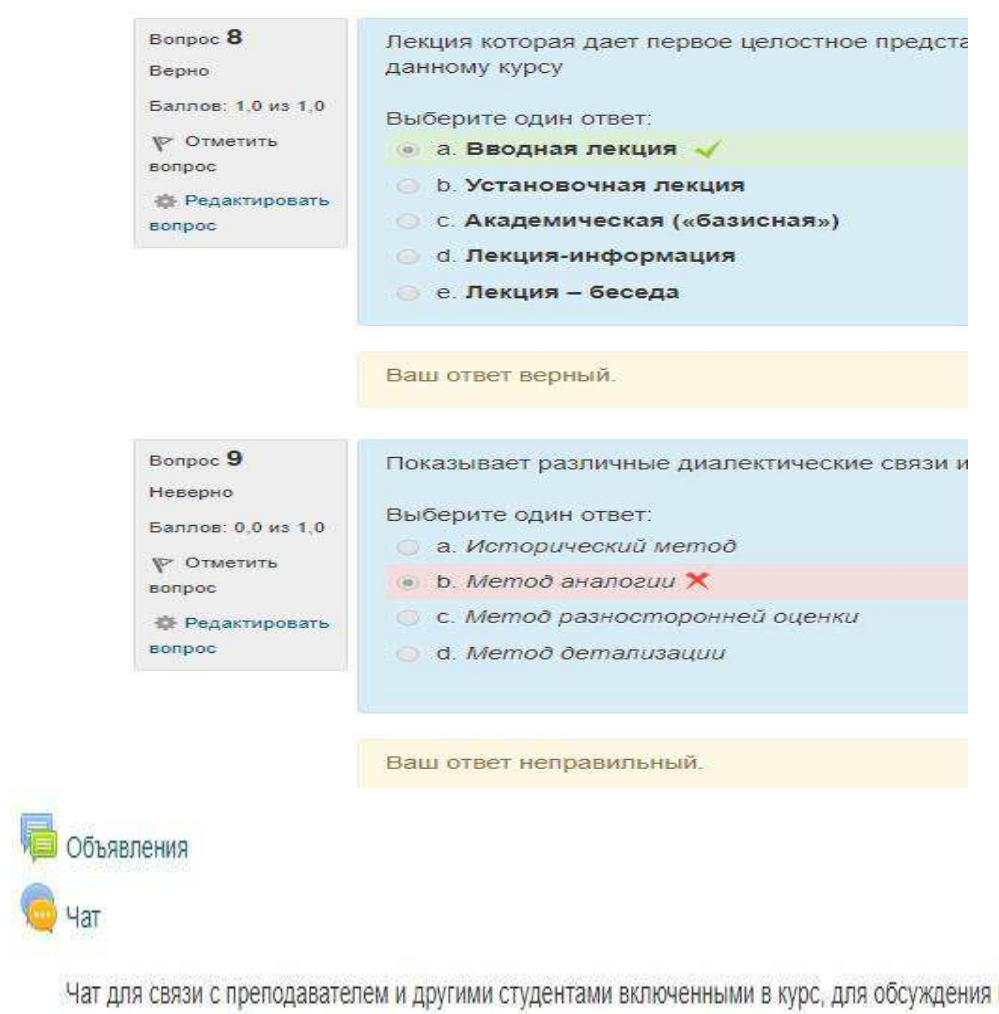 Вопрос 8
Верно
Баллов: 1,0 из 1,0
Отметить
вопрос
Редактировать
вопрос
Лекция которая дает первое целостное предста
данному курсу
Выберите один ответ:
a. Вводная лекция
b. Установочная лекция
c. Академическая («базисная»)
d. Лекция-информация
e. Лекция – беседа
Ваш ответ верный.
Вопрос 9
Неверно
Баллов: 0,0 из 1,0
Отметить
вопрос
Редактировать
вопрос
Показывает различные диалектические связи и
Выберите один ответ:
a. Исторический метод
b. Метод аналогии
c. Метод разносторонней оценки
d. Метод детализации
Ваш ответ неправильный.
Объявления
Чат
Чат для связи с преподавателем и другими студентами включенными в курс, для обсуждения